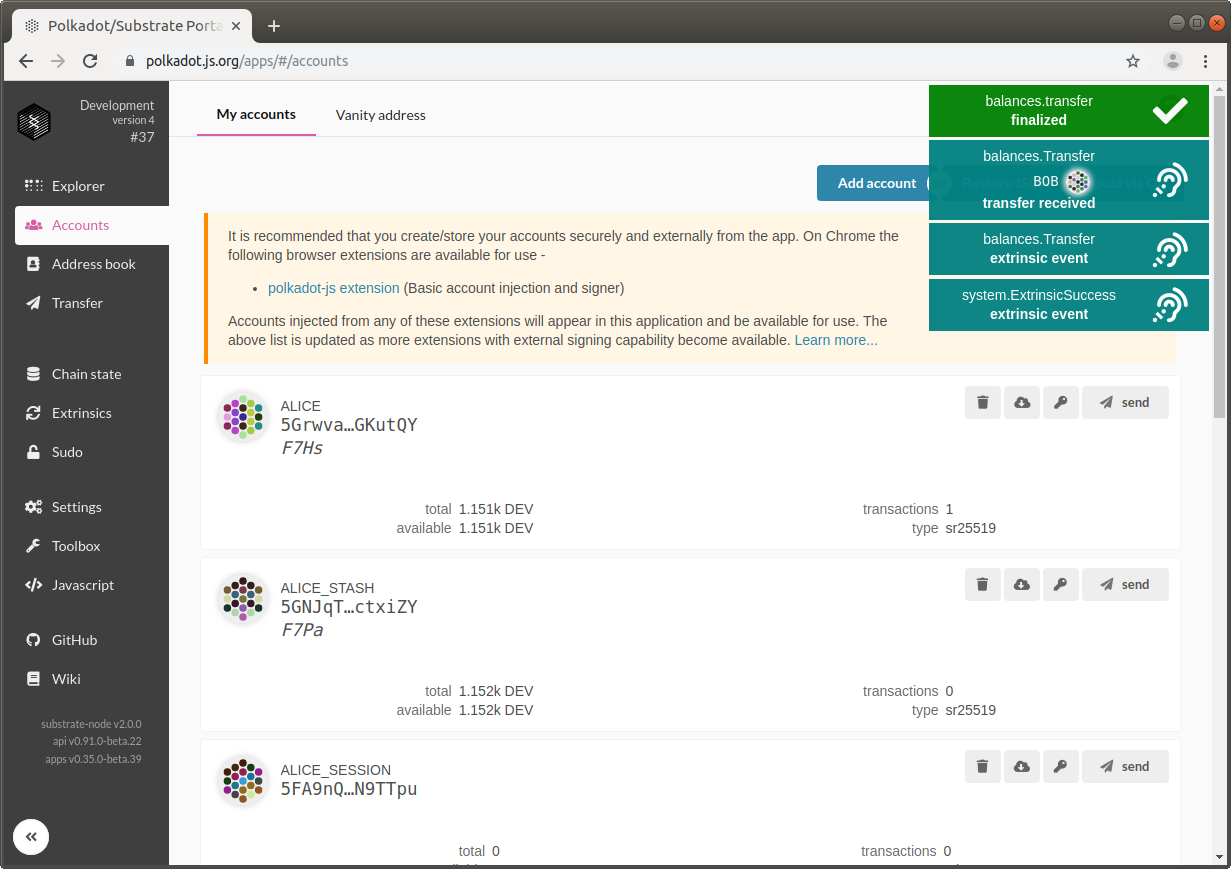 Polkadot/Substrate Porta
polkadot.js.org/apps/#/accounts
Development
version 4
#37
Explorer
Accounts
Address book
Transfer
Chain state
Extrinsics
Sudo
Settings
Toolbox
Javascript
GitHub
Wiki
substrate-node v2.0.0
api v0.91.0-beta.22
apps v0.35.0-beta.39
My accounts
Vanity address
Add account
balances.transfer
finalized
balances.Transfer
BOB
transfer received
balances.Transfer
extrinsic event
system.ExtrinsicSuccess
extrinsic event
It is recommended that you create/store your accounts securely and externally from the app. On Chrome the
following browser extensions are available for use -
• polkadot-js extension (Basic account injection and signer)
Accounts injected from any of these extensions will appear in this application and be available for use. The
above list is updated as more extensions with external signing capability become available. Learn more...
ALICE
5Grwva…GKutQY
F7Hs
send
total 1.151k DEV
available 1.151k DEV
transactions 1
type sr25519
ALICE_STASH
5GNJqT…ctxiZY
F7Pa
send
total 1.152k DEV
available 1.152k DEV
transactions 0
type sr25519
ALICE_SESSION
5FA9nQ…N9TTpu
send
total 0
transactions 0